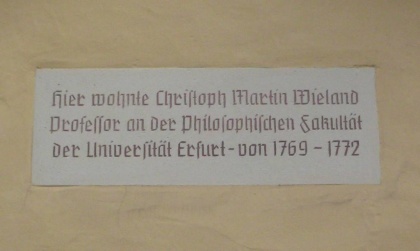 Hier wohnte Christoph Martin Wieland
Professor an der Philosophischen Fakultät
der Universität Erfurt - von 1769 - 1772